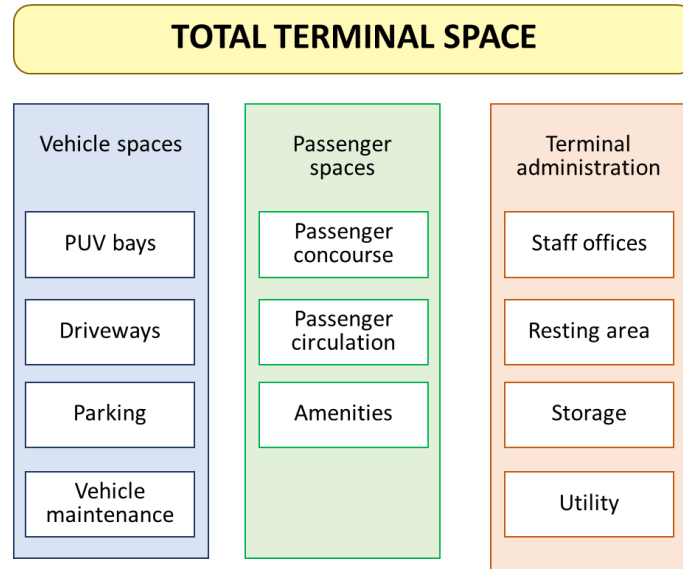 TOTAL TERMINAL SPACE
Vehicle spaces
PUV bays
Driveways
Parking
Vehicle
maintenance
Passenger
spaces
Passenger
concourse
Passenger
circulation
Amenities
Terminal
administration
Staff offices
Resting area
Storage
Utility